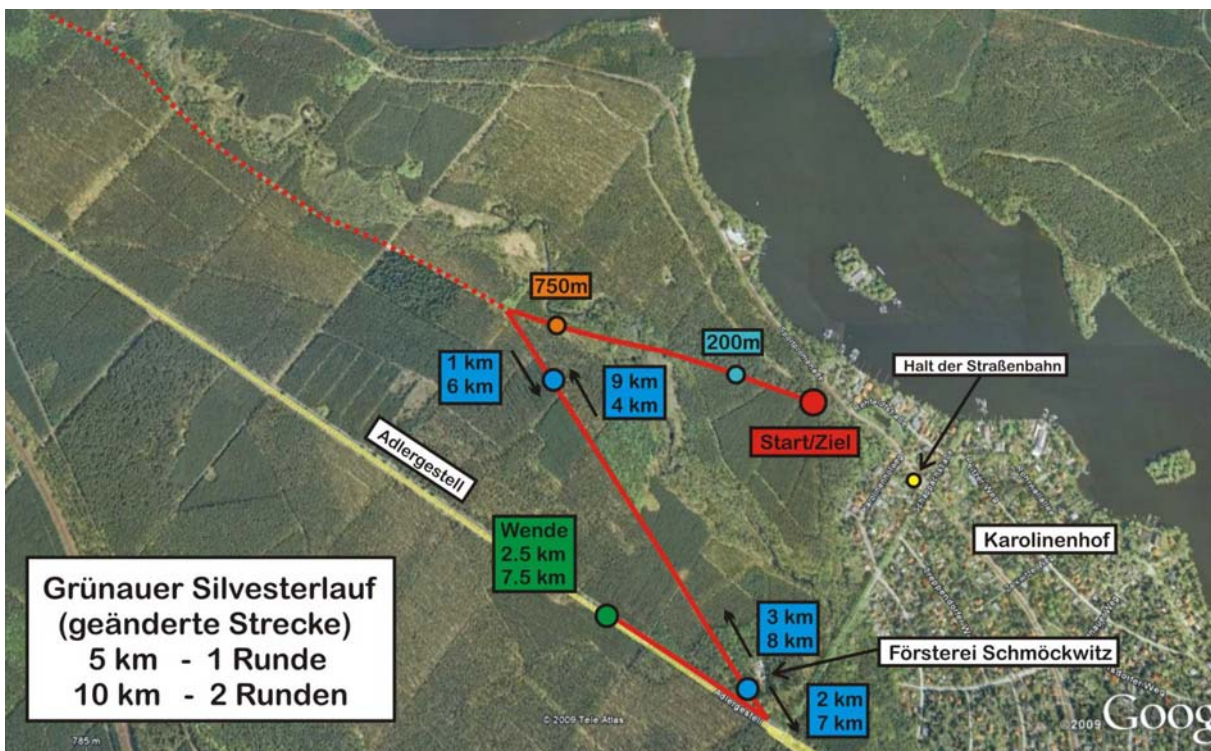 750m
200m
1 km
6 km
9 km
4 km
Start/Ziel
Halt der Straßenbahn
Adlergestell
Karolinenhof
Wende
2.5 km
7.5 km
Grünauer Silvesterlauf
(geänderte Strecke)
5 km - 1 Runde
10 km - 2 Runden
3 km
8 km
Försterei Schmöckwitz
2 km
7 km
Adlergestell
© 2009 Tele Atlas
©2009 Goog
785 m